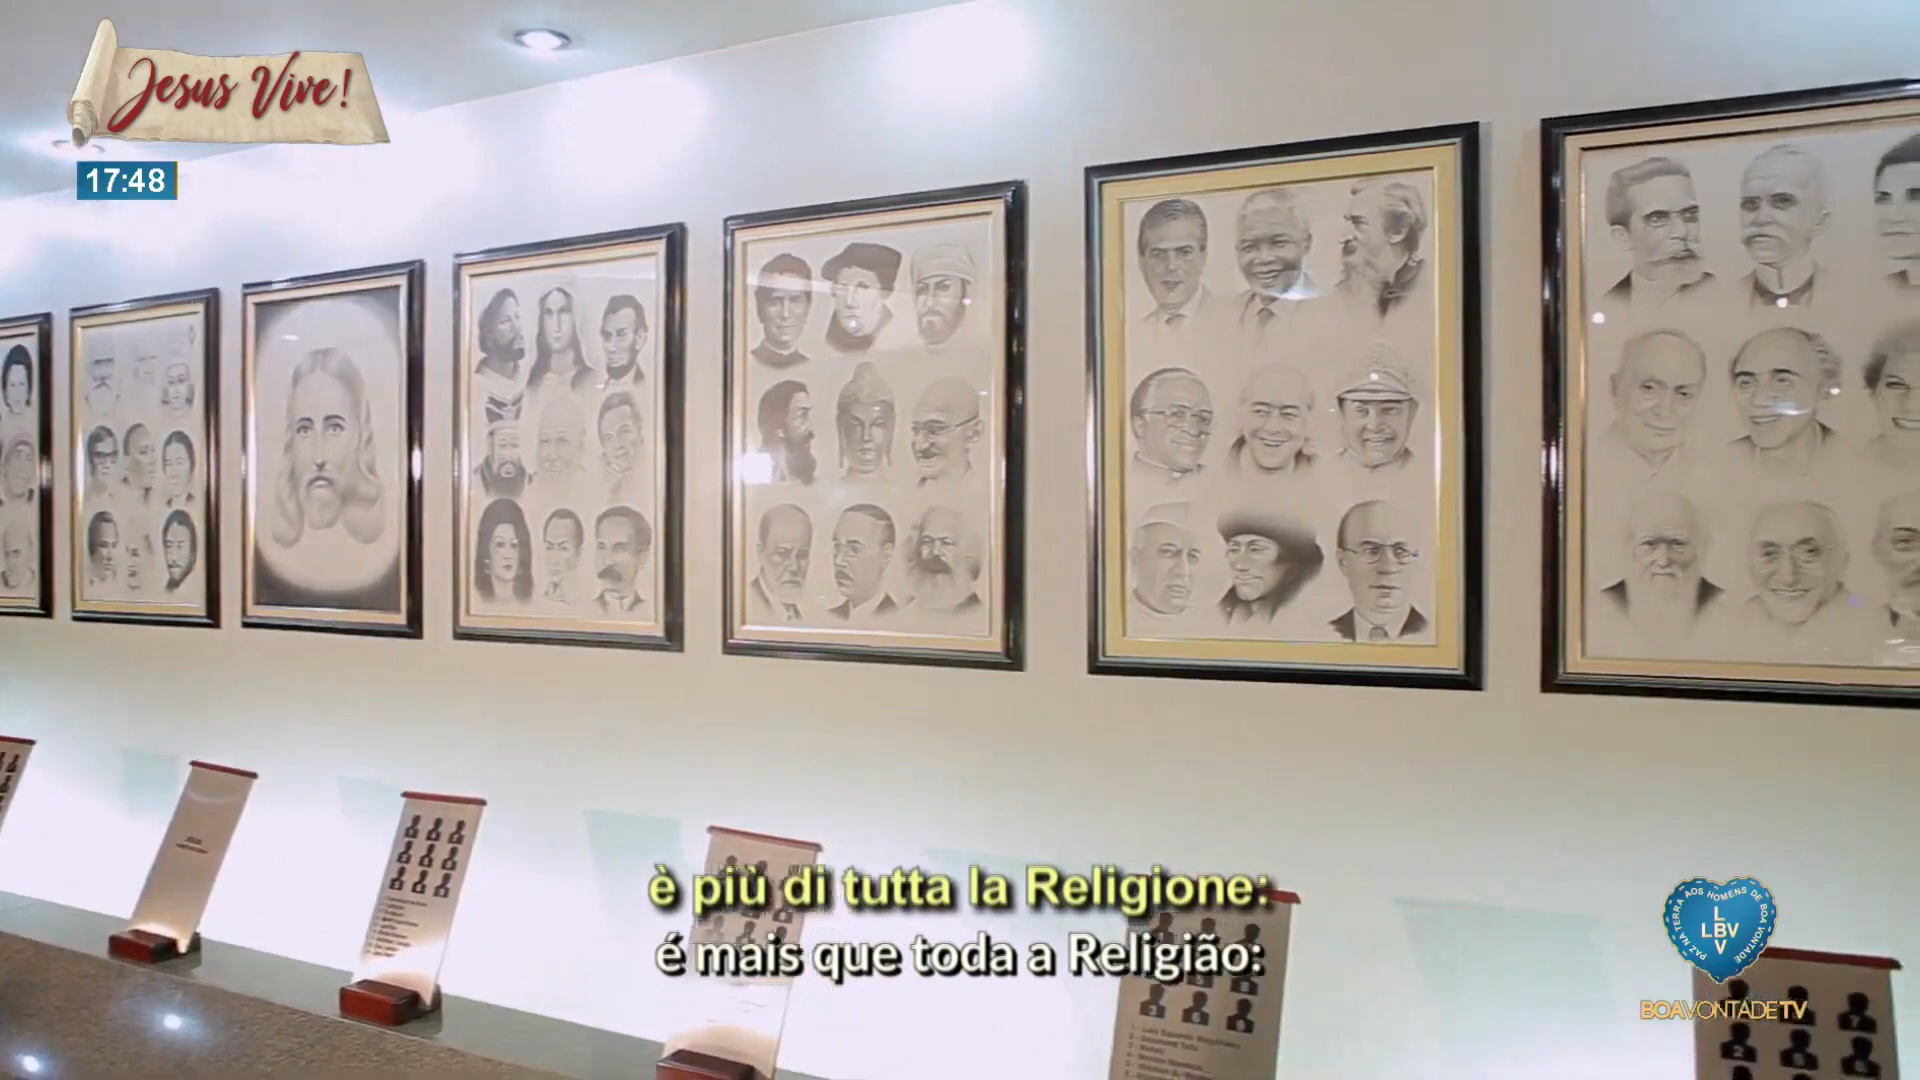 Jesus Vive!
17:48
è più di tutta la Religione:
é mais que toda a Religião:
PAZ NA TERRA AOS HOMENS DE BOA VONTADE
L
LBV
V
BOAVONTADETV